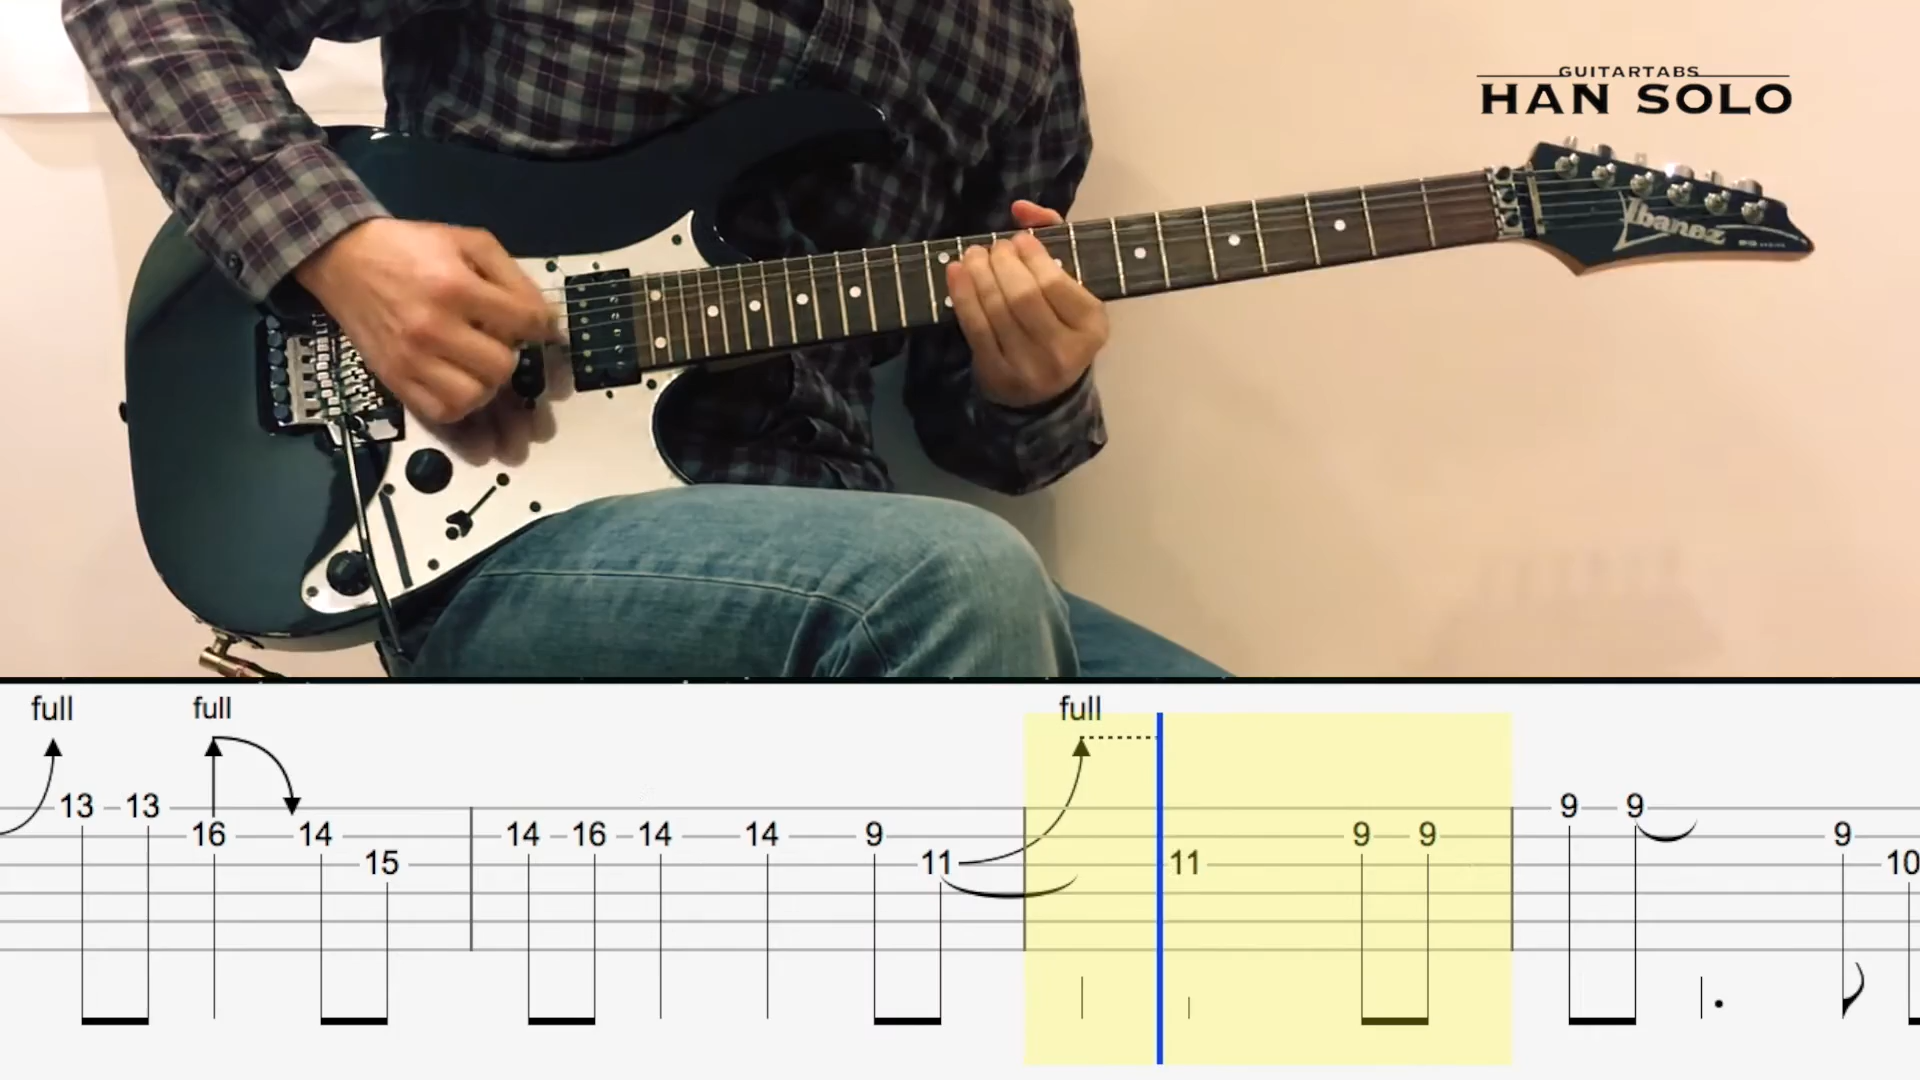 GUITARTABS
HAN SOLO
Ibanez
full full full
13 13 9 9
16 14 14 16 14 14 9 9 9 9
15 11 11 10